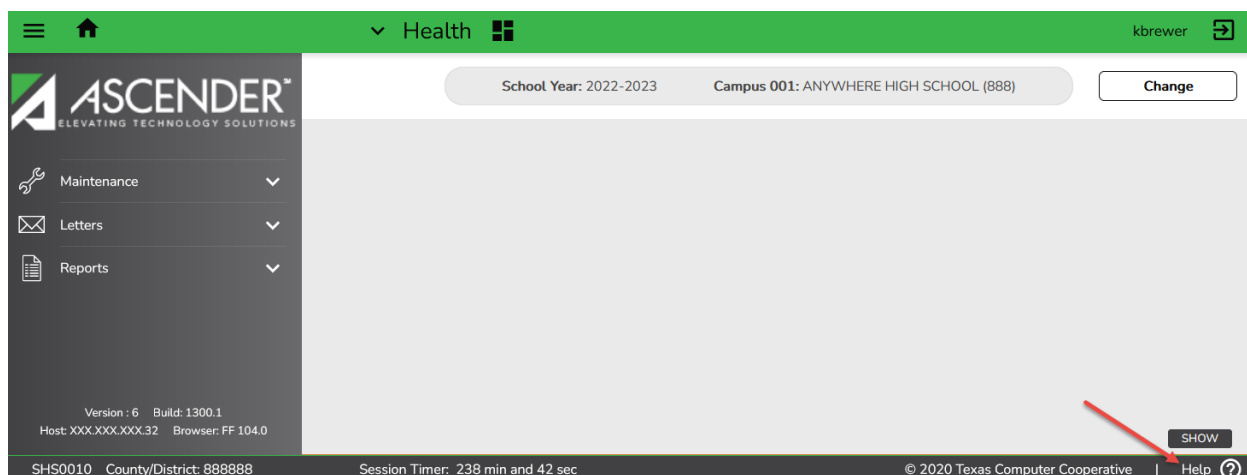 Health
kbrewer
ASCENDER™
ELEVATING TECHNOLOGY SOLUTIONS
School Year: 2022-2023 Campus 001: ANYWHERE HIGH SCHOOL (888)
Change
Maintenance
Letters
Reports
Version : 6 Build: 1300.1
Host: XXX.XXX.XXX.32 Browser: FF 104.0
SHOW
SHS0010 County/District: 888888 Session Timer: 238 min and 42 sec © 2020 Texas Computer Cooperative | Help ?